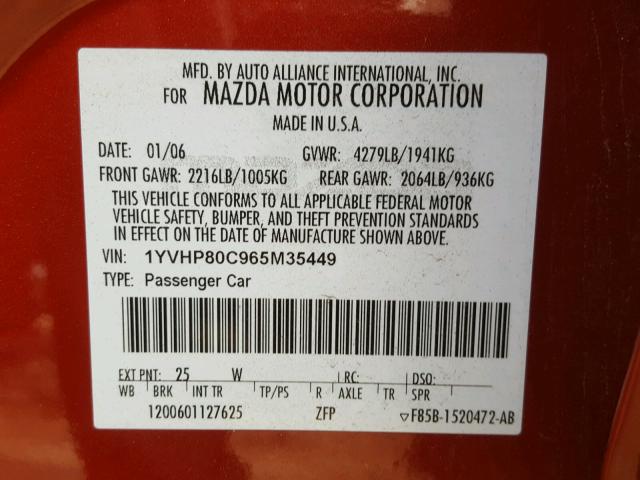 MFD. BY AUTO ALLIANCE INTERNATIONAL, INC.
FOR MAZDA MOTOR CORPORATION
MADE IN U.S.A.
DATE: 01/06 GVWR: 4279LB/1941KG
FRONT GAWR: 2216LB/1005KG REAR GAWR: 2064LB/936KG
THIS VEHICLE CONFORMS TO ALL APPLICABLE FEDERAL MOTOR
VEHICLE SAFETY, BUMPER, AND THEFT PREVENTION STANDARDS
IN EFFECT ON THE DATE OF MANUFACTURE SHOWN ABOVE.
VIN: 1YVHP80C965M35449
TYPE: Passenger Car
EXT PNT: 25 W RC: DSO:
WB BRK INT TR TP/PS R AXLE TR SPR
1200601127625 ZFP ▽FB5B-1520472-AB